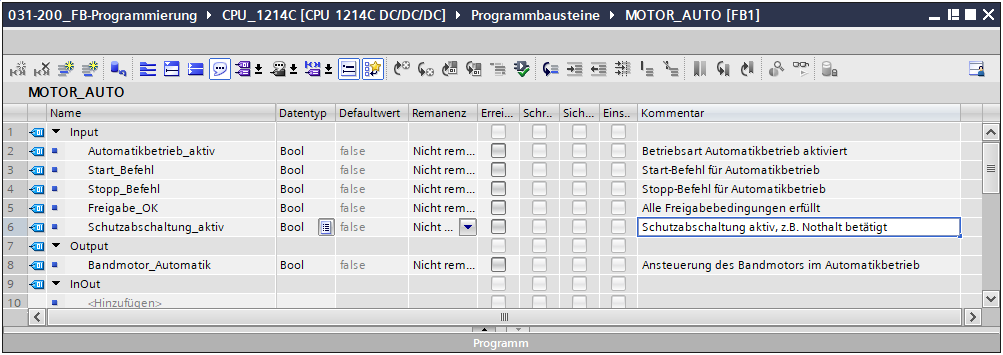 031-200_FB-Programmierung CPU_1214C [CPU 1214C DC/DC/DC] Programmbausteine MOTOR_AUTO [FB1]
MOTOR_AUTO
Name Datentyp Defaultwert Remanenz Errei... Schr.. Sich... Eins.. Kommentar
1 Input
2 Automatikbetrieb_aktiv Bool false Nicht rem... Betriebsart Automatikbetrieb aktiviert
3 Start_Befehl Bool false Nicht rem... Start-Befehl für Automatikbetrieb
4 Stopp_Befehl Bool false Nicht rem... Stopp-Befehl für Automatikbetrieb
5 Freigabe_OK Bool false Nicht rem... Alle Freigabebedingungen erfüllt
6 Schutzabschaltung_aktiv Bool false Nicht ... Schutzabschaltung aktiv, z.B. Nothalt betätigt
7 Output
8 Bandmotor_Automatik Bool false Nicht rem... Ansteuerung des Bandmotors im Automatikbetrieb
9 InOut
10 <Hinzufügen>
Programm